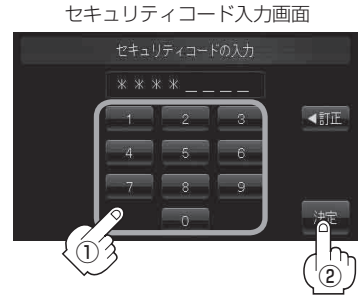 セキュリティコード入力画面
セキュリティコードの入力
＊＊＊＊＿＿＿＿
1 2 3 ◀訂正
4 5 6
7 8 9
0 決定
①
②